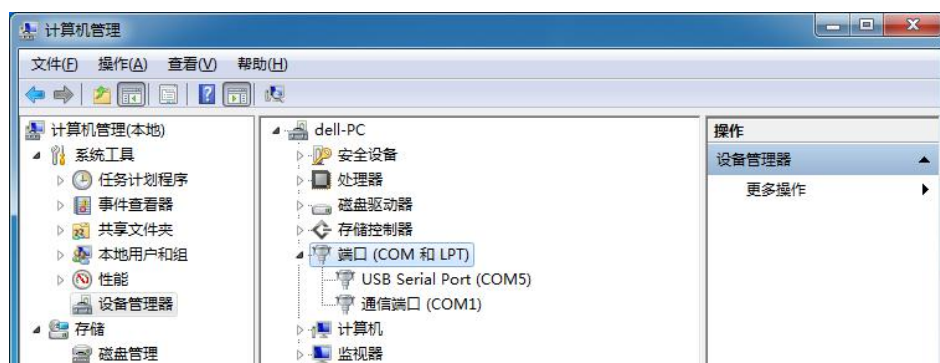 计算机管理
文件(F) 操作(A) 查看(V) 帮助(H)
计算机管理(本地)
系统工具
任务计划程序
事件查看器
共享文件夹
本地用户和组
性能
设备管理器
存储
磁盘管理
dell-PC
安全设备
处理器
磁盘驱动器
存储控制器
端口 (COM 和 LPT)
USB Serial Port (COM5)
通信端口 (COM1)
计算机
监视器
操作
设备管理器
更多操作